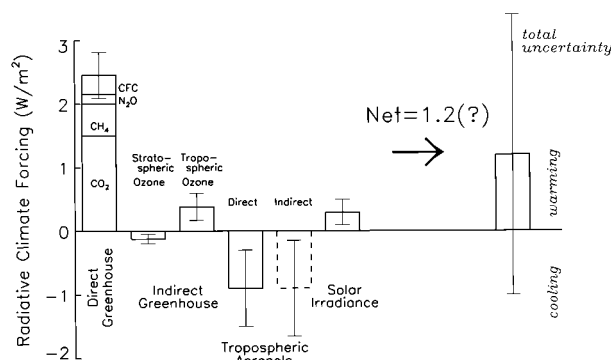 Radiative Climate Forcing (W/m²)
3
2
1
0
−1
−2
CFC
N₂O
CH₄
CO₂
Direct
Greenhouse
Strato-
spheric
Ozone
Tropo-
spheric
Ozone
Indirect
Greenhouse
Direct
Indirect
Tropospheric
Aerosols
Solar
Irradiance
Net=1.2(?)
total
uncertainty
warming
cooling